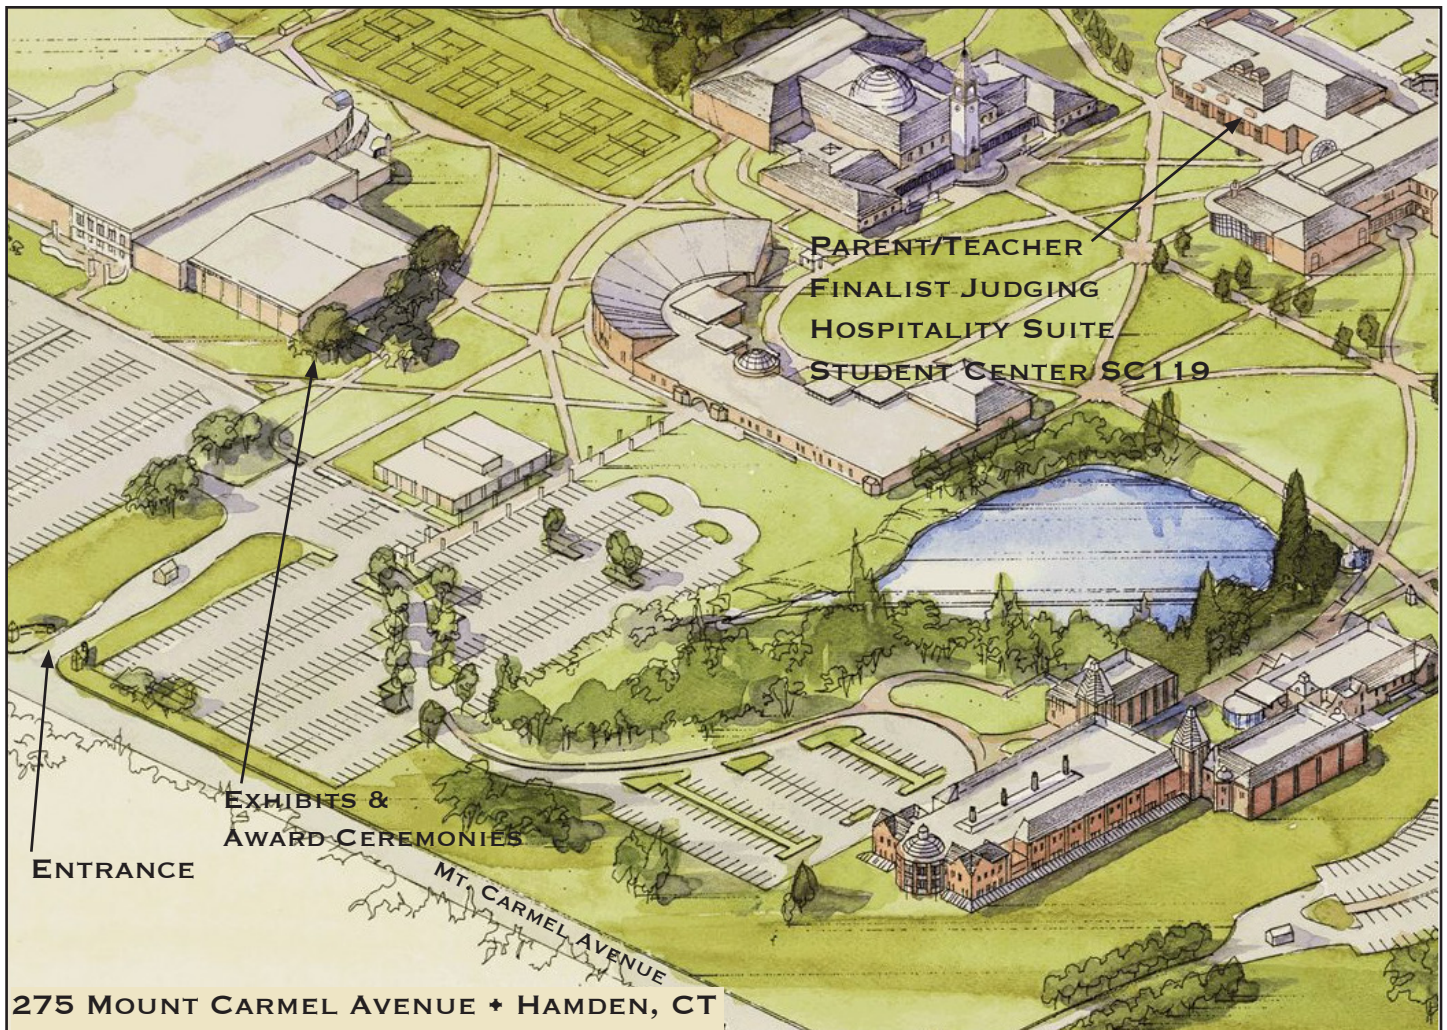 Parent/Teacher
Finalist Judging
Hospitality Suite
Student Center SC119
Exhibits &
Award Ceremonies
Entrance
Mt. Carmel Avenue
275 Mount Carmel Avenue • Hamden, CT